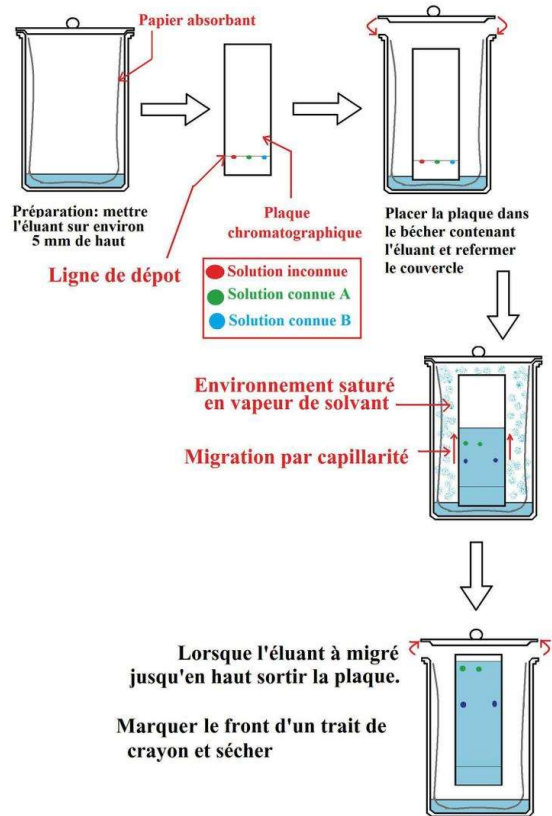 Papier absorbant
Préparation: mettre
l'éluant sur environ
5 mm de haut
Ligne de dépot
Plaque
chromatographique
Solution inconnue
Solution connue A
Solution connue B
Placer la plaque dans
le bécher contenant
l'éluant et refermer
le couvercle
Environnement saturé
en vapeur de solvant
Migration par capillarité
Lorsque l'éluant à migré
jusqu'en haut sortir la plaque.
Marquer le front d'un trait de
crayon et sécher